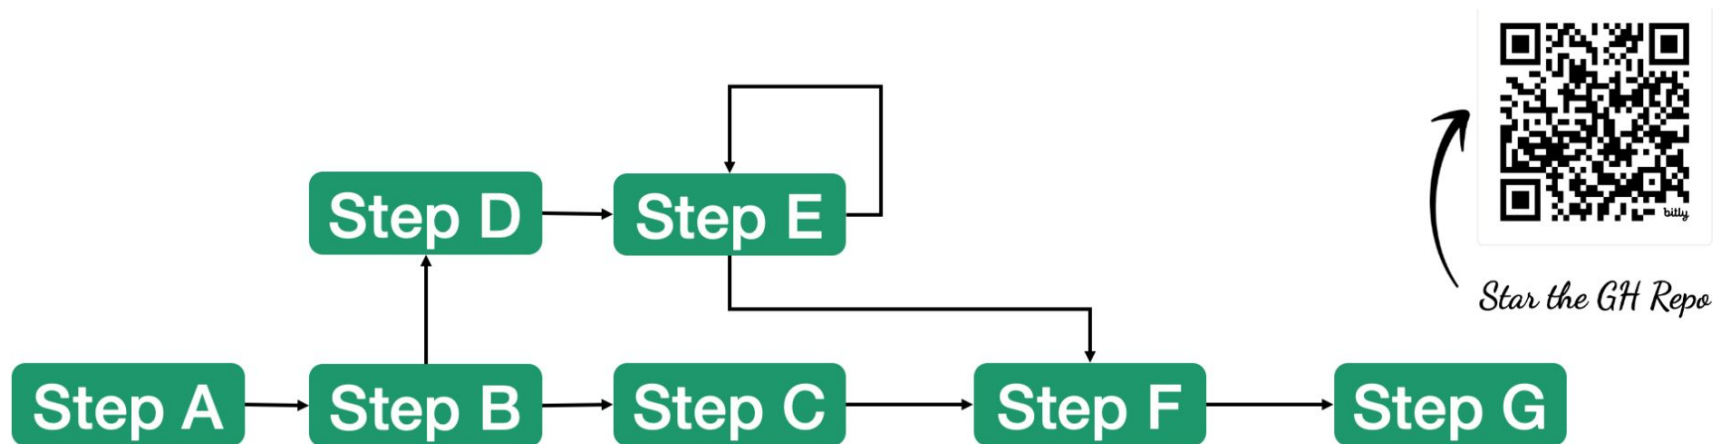 bitly
Star the GH Repo
Step D
Step E
Step A
Step B
Step C
Step F
Step G